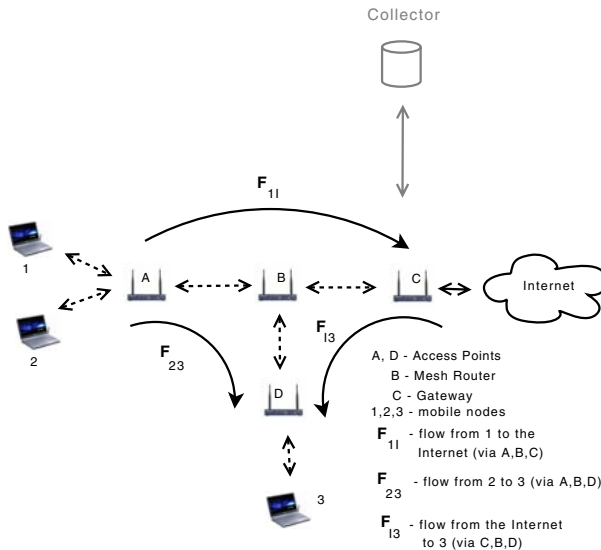 Collector
F1I
1
A
B
C
Internet
2
F23
FI3
D
3
A, D - Access Points
B - Mesh Router
C - Gateway
1,2,3 - mobile nodes
F1I - flow from 1 to the
Internet (via A,B,C)
F23 - flow from 2 to 3 (via A,B,D)
FI3 - flow from the Internet
to 3 (via C,B,D)